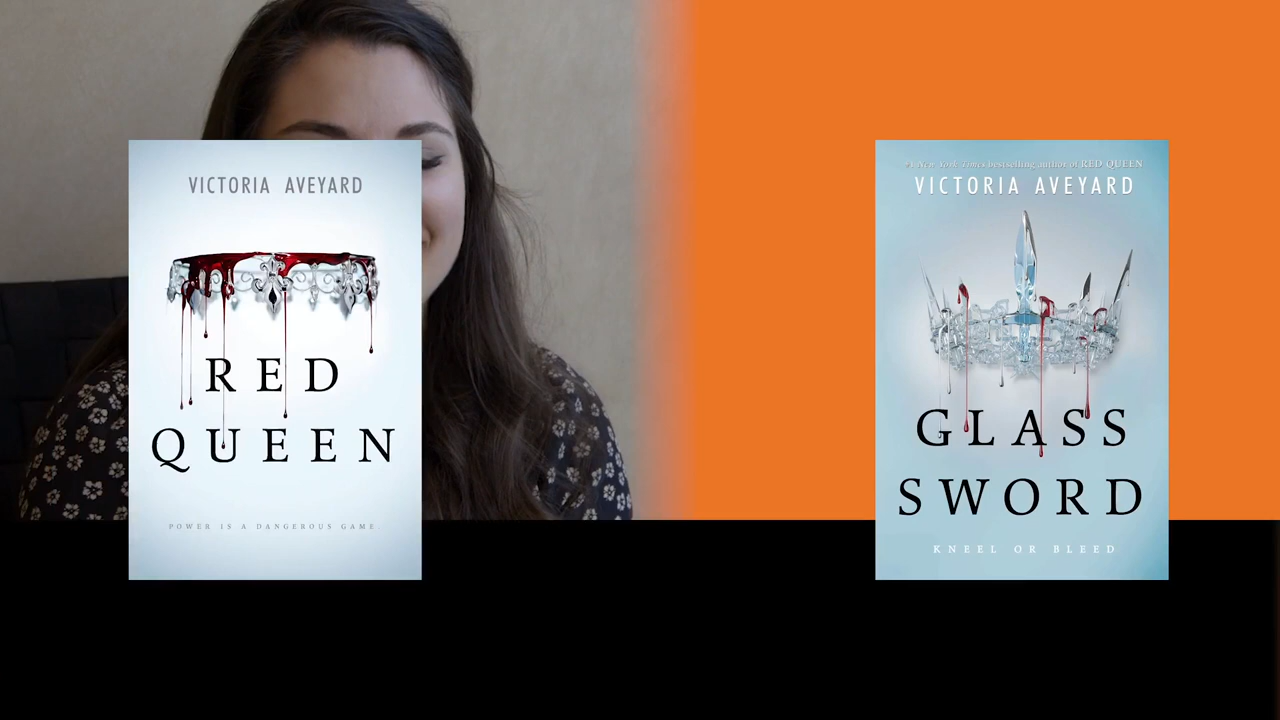 VICTORIA AVEYARD
RED
QUEEN
POWER IS A DANGEROUS GAME.
#1 New York Times bestselling author of RED QUEEN
VICTORIA AVEYARD
GLASS
SWORD
KNEEL OR BLEED